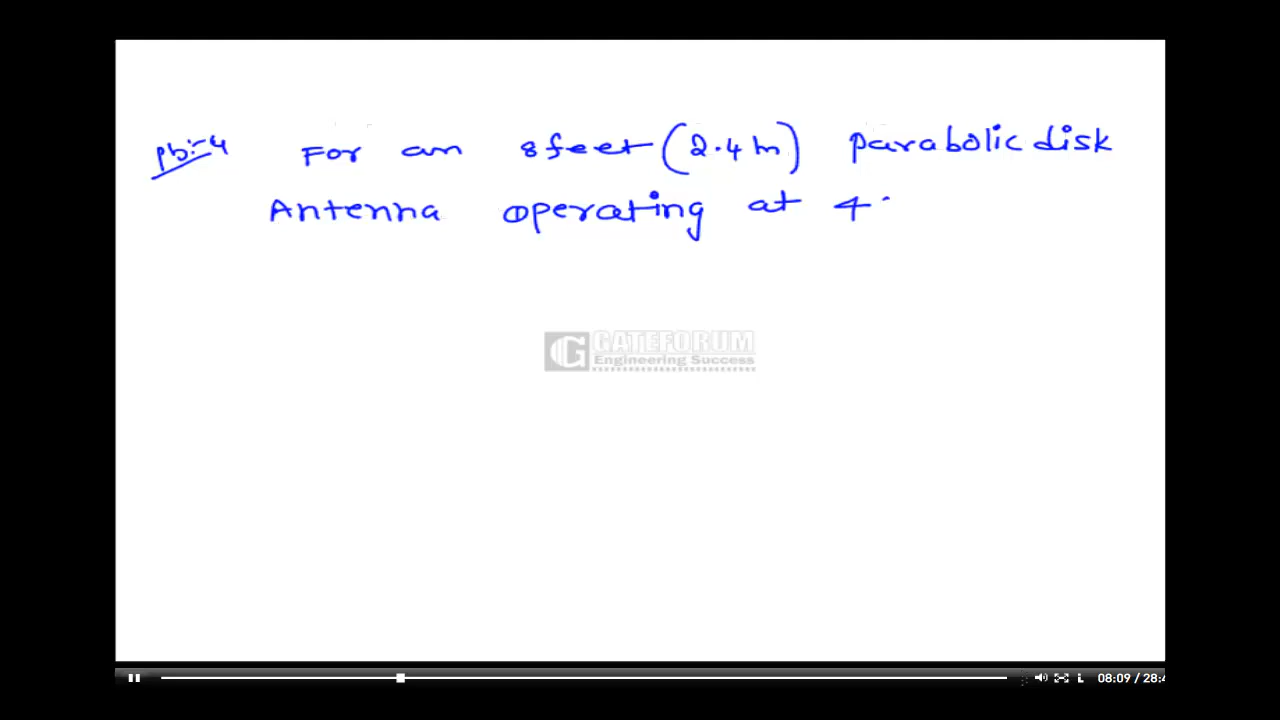 pb:-4 For an 8feet (2.4m) parabolic disk
Antenna operating at 4.
GATEFORUM
Engineering Success
08:09 / 28:4